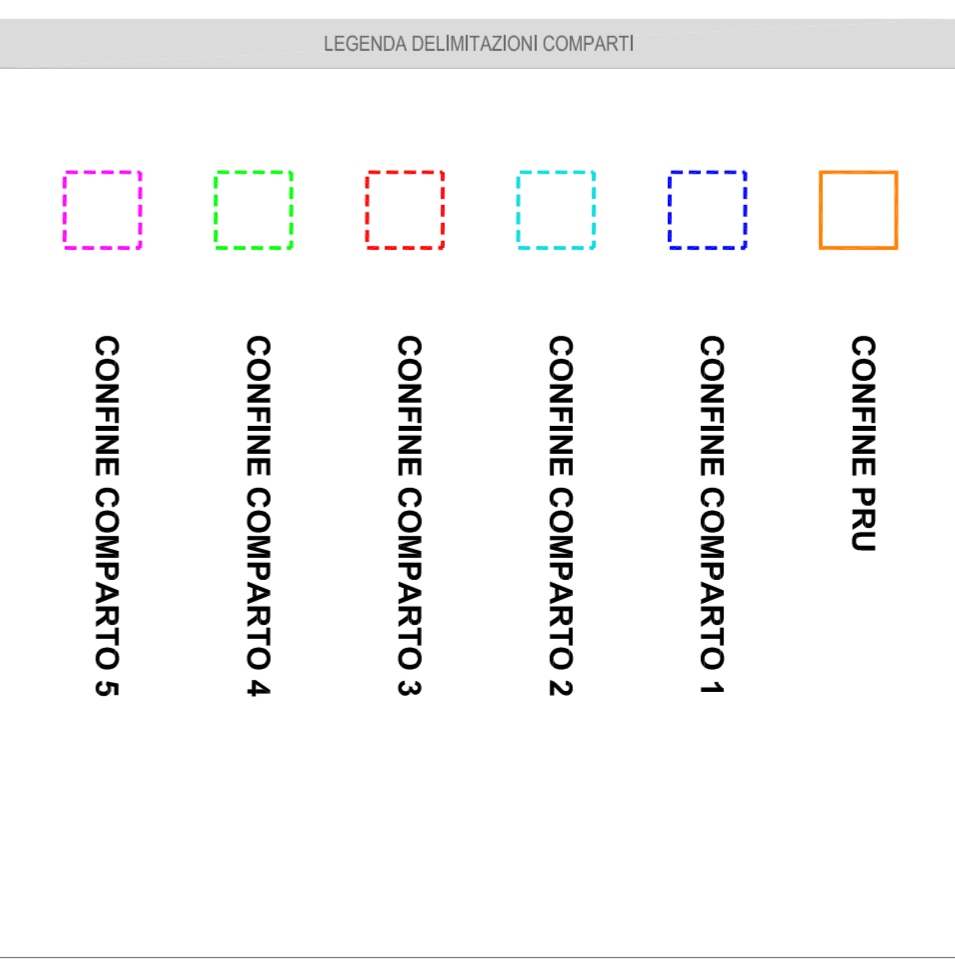 LEGENDA DELIMITAZIONI COMPARTI
CONFINE PRU
CONFINE COMPARTO 1
CONFINE COMPARTO 2
CONFINE COMPARTO 3
CONFINE COMPARTO 4
CONFINE COMPARTO 5